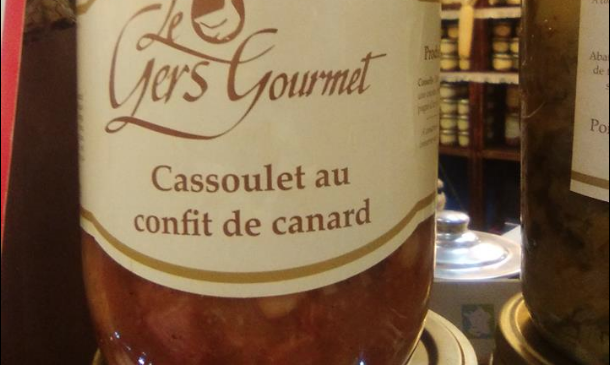 Le
Gers Gourmet
Cassoulet au
confit de canard